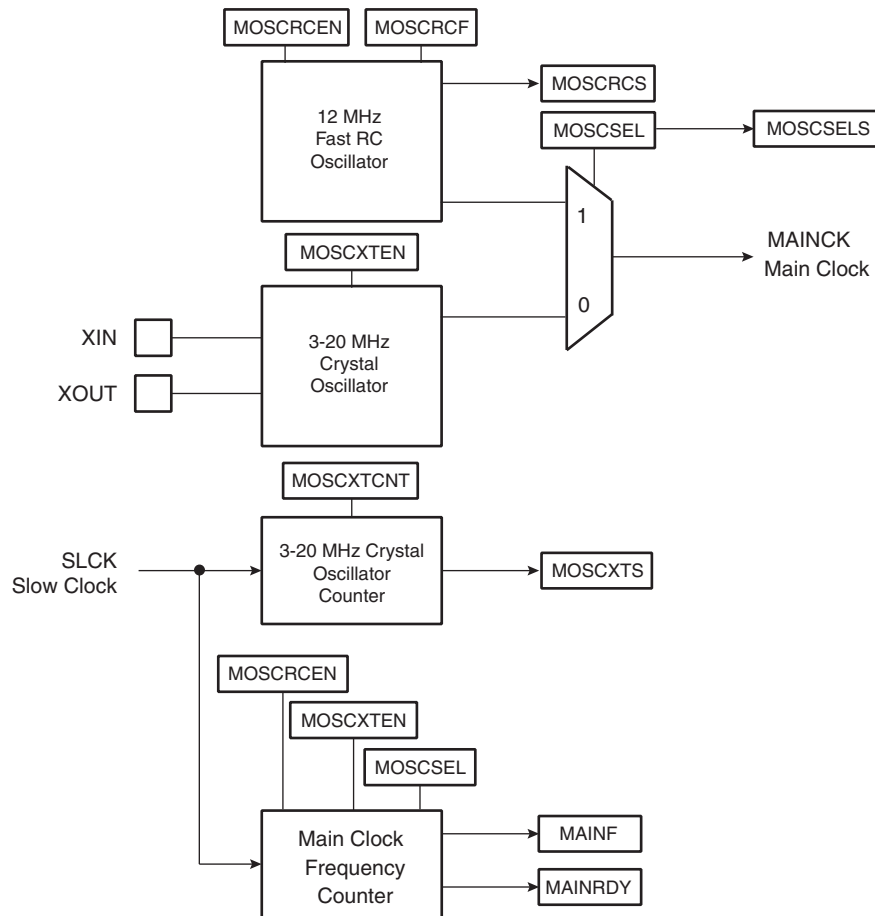 MOSCRCEN
MOSCRCF
12 MHz
Fast RC
Oscillator
MOSCRCS
MOSCSEL
MOSCSELS
1
0
MAINCK
Main Clock
MOSCXTEN
XIN
XOUT
3-20 MHz
Crystal
Oscillator
MOSCXTCNT
SLCK
Slow Clock
3-20 MHz Crystal
Oscillator
Counter
MOSCXTS
MOSCRCEN
MOSCXTEN
MOSCSEL
Main Clock
Frequency
Counter
MAINF
MAINRDY